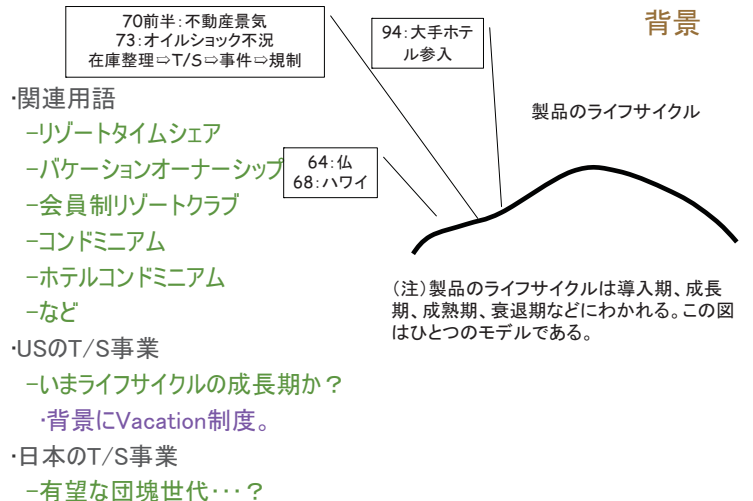 背景
70前半:不動産景気
73:オイルショック不況
在庫整理⇨T/S⇨事件⇨規制
94:大手ホテ
ル参入
製品のライフサイクル
64:仏
68:ハワイ
(注)製品のライフサイクルは導入期、成長
期、成熟期、衰退期などにわかれる。この図
はひとつのモデルである。
・関連用語
−リゾートタイムシェア
−バケーションオーナーシップ
−会員制リゾートクラブ
−コンドミニアム
−ホテルコンドミニアム
−など
・USのT/S事業
−いまライフサイクルの成長期か？
・背景にVacation制度。
・日本のT/S事業
−有望な団塊世代・・・？